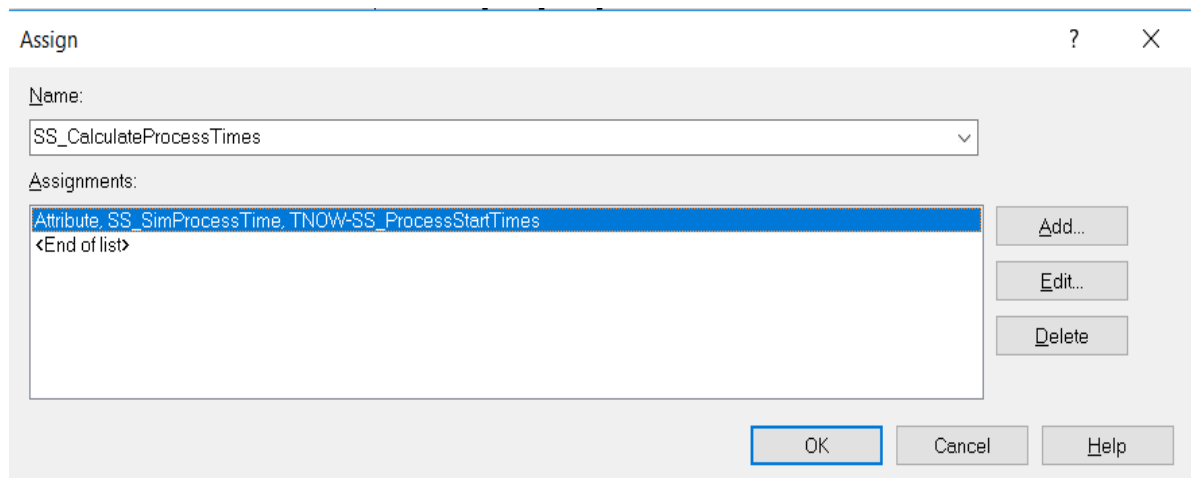 Assign
?
Name:
SS_CalculateProcessTimes
Assignments:
Attribute, SS_SimProcessTime, TNOW-SS_ProcessStartTimes
<End of list>
Add...
Edit...
Delete
OK
Cancel
Help